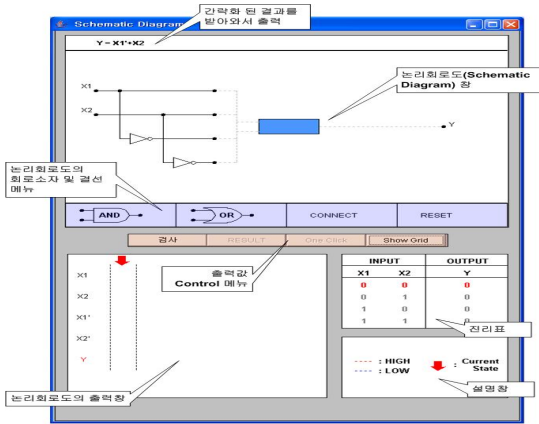 Schematic Diagram
간략화 된 결과를
받아와서 출력
Y = X1'+X2
X1
X2
Y
논리회로도(Schematic
Diagram) 창
논리회로도의
회로소자 및 결선
메뉴
AND
OR
CONNECT
RESET
검사
RESULT
One Click
Show Grid
출력값
Control 메뉴
X1
X2
X1'
X2'
Y
INPUT OUTPUT
X1 X2 Y
0 0 0
0 1 0
1 0
1 1 0
진리표
---- : HIGH
---- : LOW
: Current
State
설명창
논리회로도의 출력창